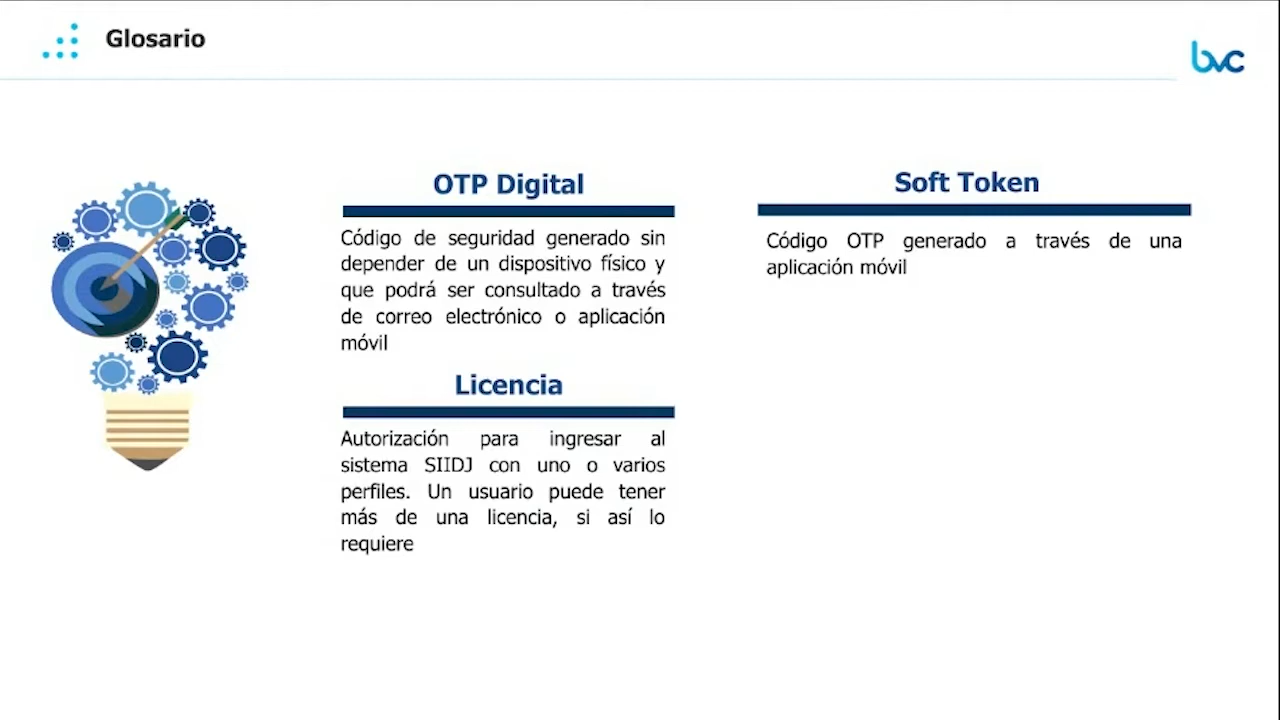 Glosario
bvc
OTP Digital
Código de seguridad generado sin
depender de un dispositivo físico y
que podrá ser consultado a través
de correo electrónico o aplicación
móvil
Licencia
Autorización para ingresar al
sistema SIIDJ con uno o varios
perfiles. Un usuario puede tener
más de una licencia, si así lo
requiere
Soft Token
Código OTP generado a través de una
aplicación móvil